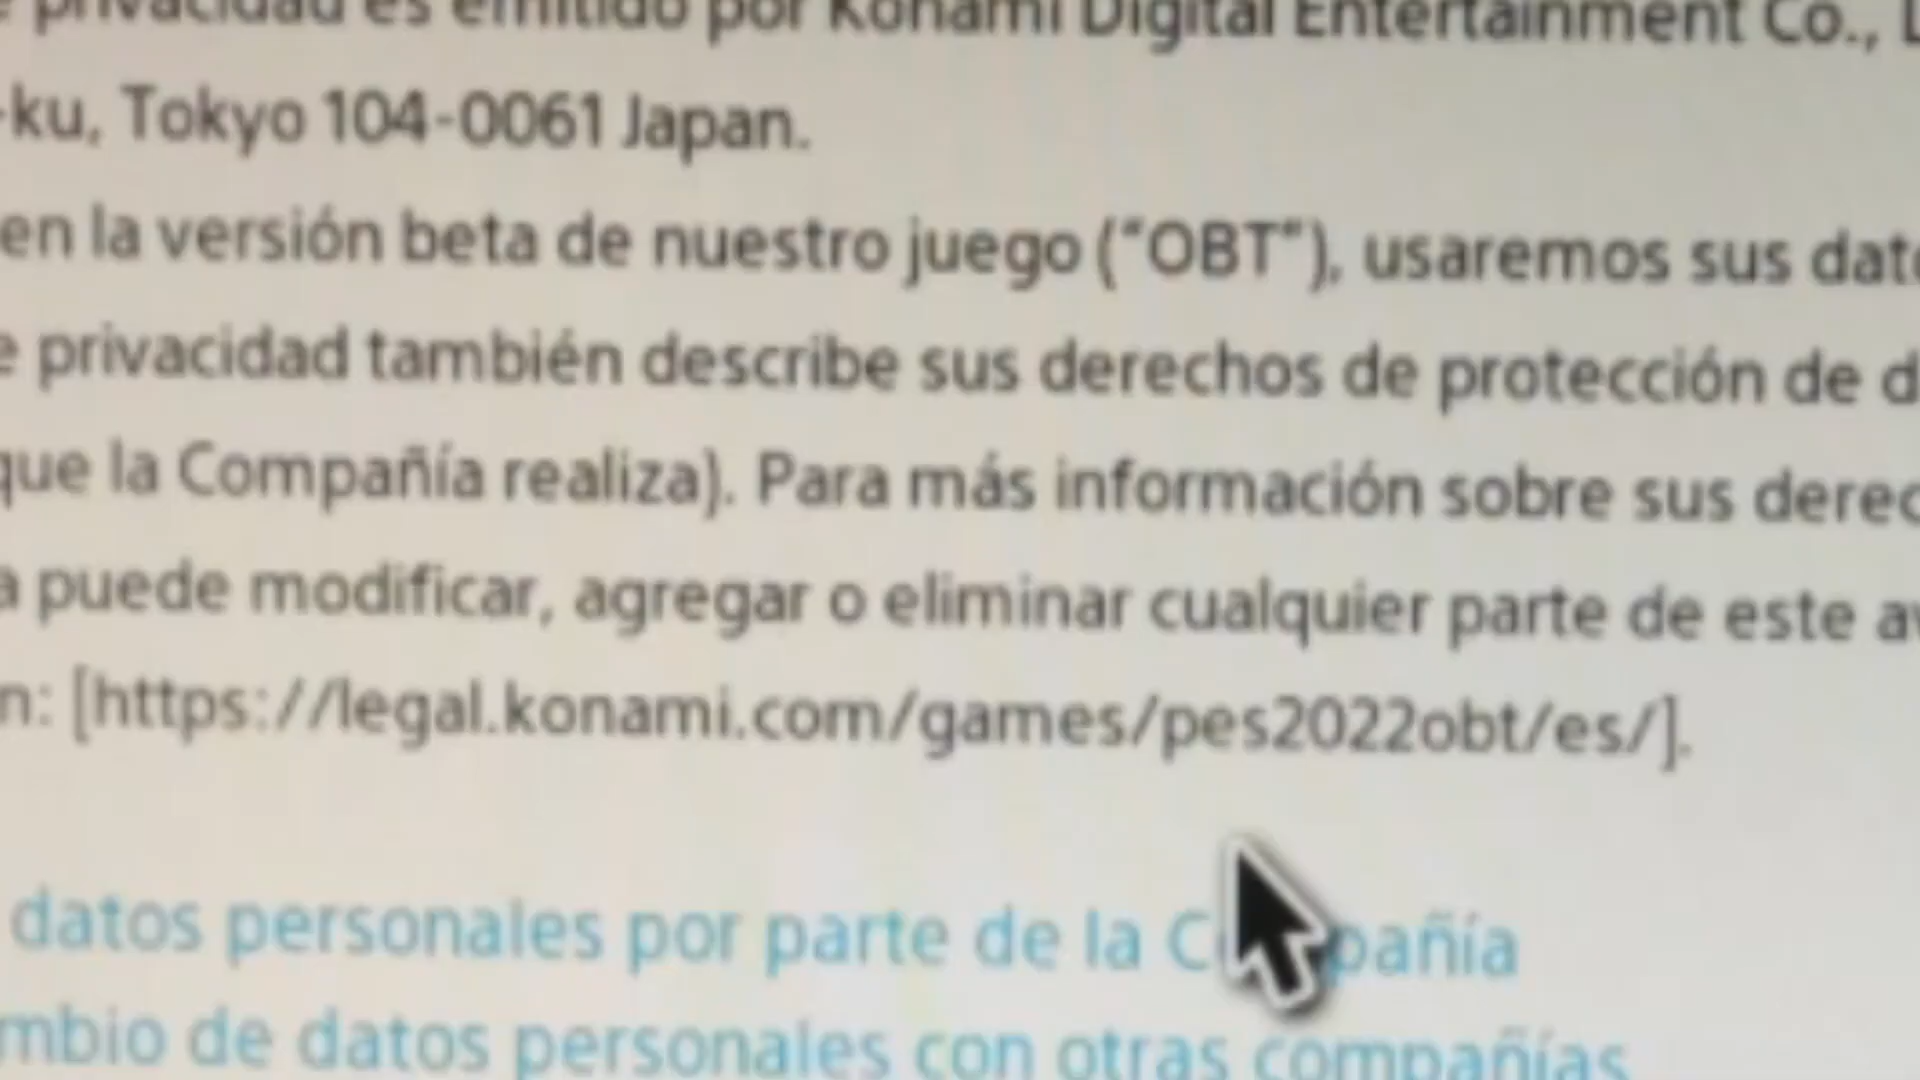 privacidad es emitido por Konami Digital Entertainment Co.,
-ku, Tokyo 104-0061 Japan.
en la versión beta de nuestro juego ("OBT"), usaremos sus dat
e privacidad también describe sus derechos de protección de d
que la Compañía realiza). Para más información sobre sus derec
a puede modificar, agregar o eliminar cualquier parte de este av
n: [https://legal.konami.com/games/pes2022obt/es/].
datos personales por parte de la C pañía
mbio de datos personales con otras compañías